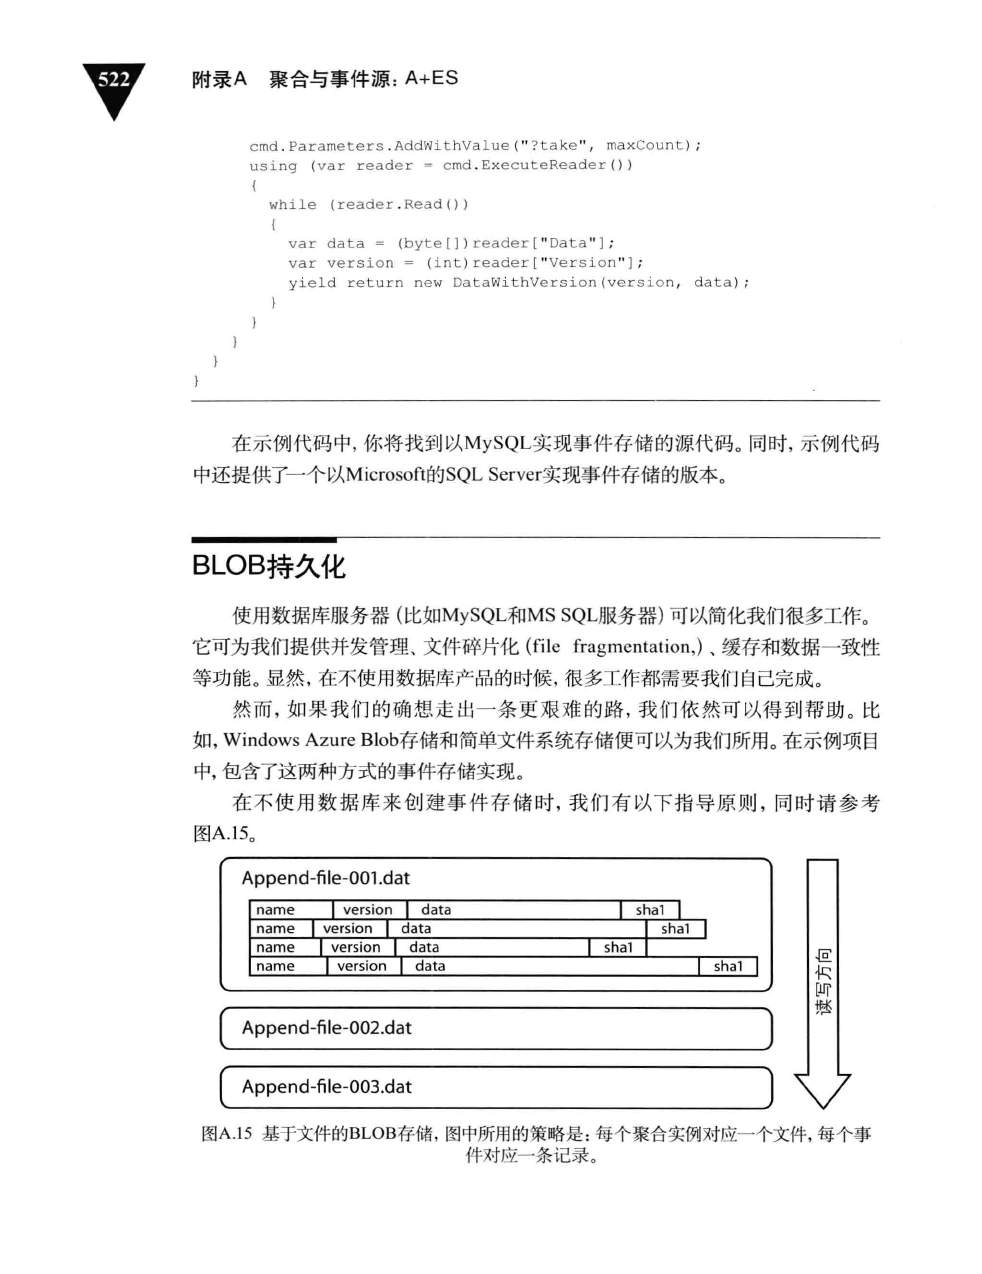 522
附录A 聚合与事件源：A+ES
cmd.Parameters.AddWithValue("?take", maxCount);
using (var reader = cmd.ExecuteReader())
{
while (reader.Read())
{
var data = (byte[])reader["Data"];
var version = (int)reader["Version"];
yield return new DataWithVersion(version, data);
}
}
}
}
}
在示例代码中，你将找到以MySQL实现事件存储的源代码。同时，示例代码
中还提供了一个以Microsoft的SQL Server实现事件存储的版本。
BLOB持久化
使用数据库服务器（比如MySQL和MS SQL服务器）可以简化我们很多工作。
它可为我们提供并发管理、文件碎片化（file fragmentation,）、缓存和数据一致性
等功能。显然，在不使用数据库产品的时候，很多工作都需要我们自己完成。
然而，如果我们的确想走出一条更艰难的路，我们依然可以得到帮助。比
如，Windows Azure Blob存储和简单文件系统存储便可以为我们所用。在示例项目
中，包含了这两种方式的事件存储实现。
在不使用数据库来创建事件存储时，我们有以下指导原则，同时请参考
图A.15。
Append-file-001.dat
name version data sha1
name version data sha1
name version data sha1
name version data sha1
Append-file-002.dat
Append-file-003.dat
读写方向
图A.15 基于文件的BLOB存储，图中所用的策略是：每个聚合实例对应一个文件，每个事
件对应一条记录。